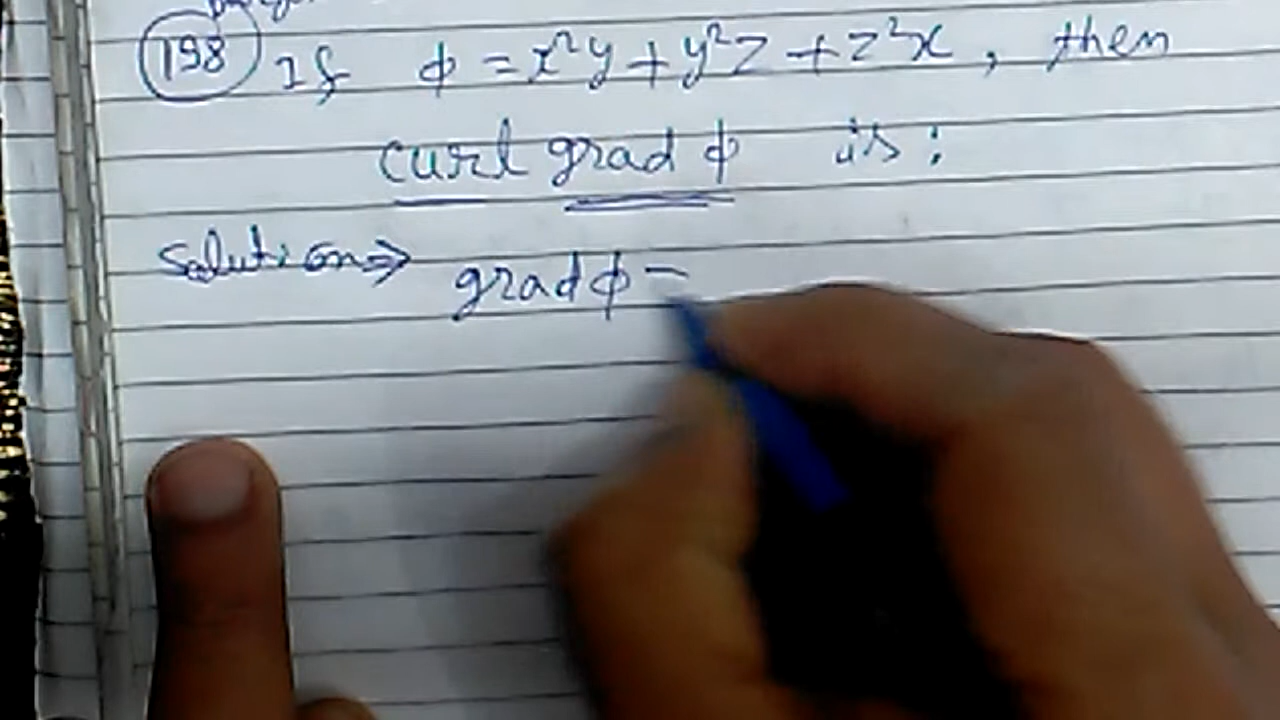 198 If ϕ = x²y + y²z + z²x, then
curl grad ϕ is :
Solution ⇒ grad ϕ =